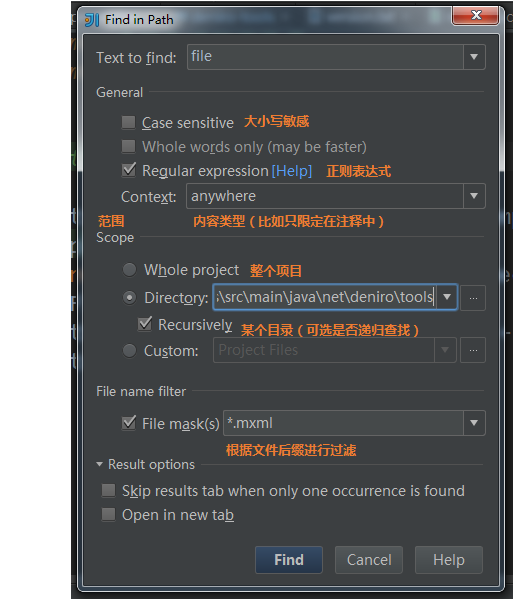 Find in Path
Text to find: file
General
Case sensitive 大小写敏感
Whole words only (may be faster)
Regular expression [Help] 正则表达式
Context: anywhere
范围 内容类型（比如只限定在注释中）
Scope
Whole project 整个项目
Directory: \src\main\java\net\deniro\tools ...
Recursively 某个目录（可选是否递归查找）
Custom: Project Files ...
File name filter
File mask(s) *.mxml
根据文件后缀进行过滤
Result options
Skip results tab when only one occurrence is found
Open in new tab
Find Cancel Help